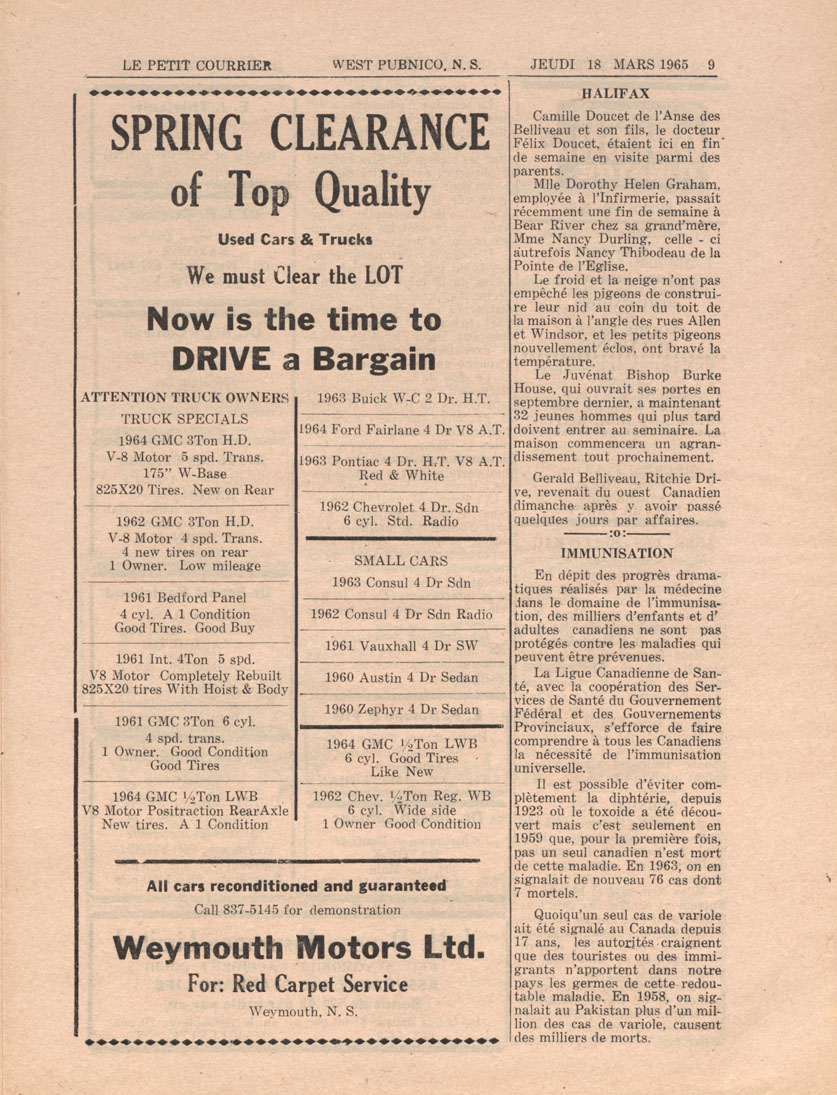 LE PETIT COURRIER WEST PUBNICO, N. S. JEUDI 18 MARS 1965 9
SPRING CLEARANCE
of Top Quality
Used Cars & Trucks
We must Clear the LOT
Now is the time to
DRIVE a Bargain
ATTENTION TRUCK OWNERS
TRUCK SPECIALS
1964 GMC 3Ton H.D.
V-8 Motor 5 spd. Trans.
175” W-Base
825X20 Tires. New on Rear
1962 GMC 3Ton H.D.
V-8 Motor 4 spd. Trans.
4 new tires on rear
1 Owner. Low mileage
1961 Bedford Panel
4 cyl. A 1 Condition
Good Tires. Good Buy
1961 Int. 4Ton 5 spd.
V8 Motor Completely Rebuilt
825X20 tires With Hoist & Body
1961 GMC 3Ton 6 cyl.
4 spd. trans.
1 Owner. Good Condition
Good Tires
1964 GMC ½Ton LWB
V8 Motor Positraction RearAxle
New tires. A 1 Condition
1963 Buick W-C 2 Dr. H.T.
1964 Ford Fairlane 4 Dr V8 A.T.
1963 Pontiac 4 Dr. H.T. V8 A.T.
Red & White
1962 Chevrolet 4 Dr. Sdn
6 cyl. Std. Radio
SMALL CARS
1963 Consul 4 Dr Sdn
1962 Consul 4 Dr Sdn Radio
1961 Vauxhall 4 Dr SW
1960 Austin 4 Dr Sedan
1960 Zephyr 4 Dr Sedan
1964 GMC ½Ton LWB
6 cyl. Good Tires
Like New
1962 Chev. ½Ton Reg. WB
6 cyl. Wide side
1 Owner Good Condition
All cars reconditioned and guaranteed
Call 837-5145 for demonstration
Weymouth Motors Ltd.
For: Red Carpet Service
Weymouth, N. S.
HALIFAX
Camille Doucet de l'Anse des
Belliveau et son fils, le docteur
Félix Doucet, étaient ici en fin
de semaine en visite parmi des
parents.
Mlle Dorothy Helen Graham,
employée à l'Infirmerie, passait
récemment une fin de semaine à
Bear River chez sa grand'mère,
Mme Nancy Durling, celle - ci
autrefois Nancy Thibodeau de la
Pointe de l'Eglise.
Le froid et la neige n'ont pas
empêché les pigeons de construi-
re leur nid au coin du toit de
la maison à l'angle des rues Allen
et Windsor, et les petits pigeons
nouvellement éclos, ont bravé la
température.
Le Juvénat Bishop Burke
House, qui ouvrait ses portes en
septembre dernier, a maintenant
32 jeunes hommes qui plus tard
doivent entrer au seminaire. La
maison commencera un agran-
dissement tout prochainement.
Gerald Belliveau, Ritchie Dri-
ve, revenait du ouest Canadien
dimanche après y avoir passé
quelques jours par affaires.
:o:
IMMUNISATION
En dépit des progrès drama-
tiques réalisés par la médecine
dans le domaine de l'immunisa-
tion, des milliers d'enfants et d'
adultes canadiens ne sont pas
protégés contre les maladies qui
peuvent être prévenues.
La Ligue Canadienne de San-
té, avec la coopération des Ser-
vices de Santé du Gouvernement
Fédéral et des Gouvernements
Provinciaux, s'efforce de faire
comprendre à tous les Canadiens
la nécessité de l'immunisation
universelle.
Il est possible d'éviter com-
plètement la diphtérie, depuis
1923 où le toxoïde a été décou-
vert mais c'est seulement en
1959 que, pour la première fois,
pas un seul canadien n'est mort
de cette maladie. En 1963, on en
signalait de nouveau 76 cas dont
7 mortels.
Quoiqu'un seul cas de variole
ait été signalé au Canada depuis
17 ans, les autorités craignent
que des touristes ou des immi-
grants n'apportent dans notre
pays les germes de cette redou-
table maladie. En 1958, on sig-
nalait au Pakistan plus d'un mil-
lion des cas de variole, causent
des milliers de morts.